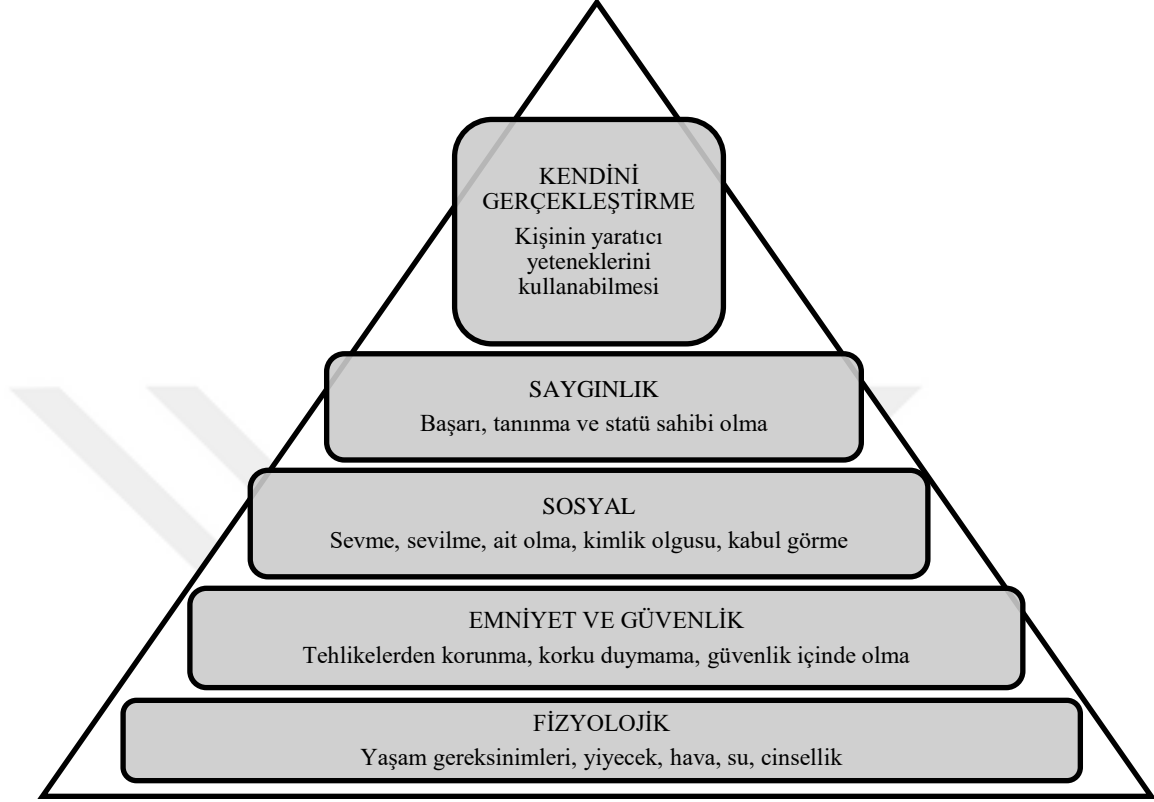 KENDİNİ
GERÇEKLEŞTİRME
Kişinin yaratıcı
yeteneklerini
kullanabilmesi
SAYGINLIK
Başarı, tanınma ve statü sahibi olma
SOSYAL
Sevme, sevilme, ait olma, kimlik olgusu, kabul görme
EMNİYET VE GÜVENLİK
Tehlikelerden korunma, korku duymama, güvenlik içinde olma
FİZYOLOJİK
Yaşam gereksinimleri, yiyecek, hava, su, cinsellik